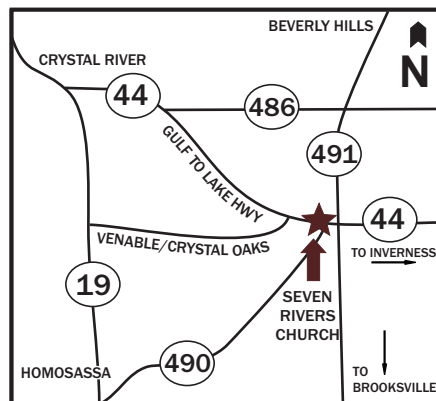 BEVERLY HILLS
N
CRYSTAL RIVER
44
486
GULF TO LAKE HWY
491
44
VENABLE/CRYSTAL OAKS
TO INVERNESS
19
SEVEN
RIVERS
CHURCH
490
HOMOSASSA
TO
BROOKSVILLE